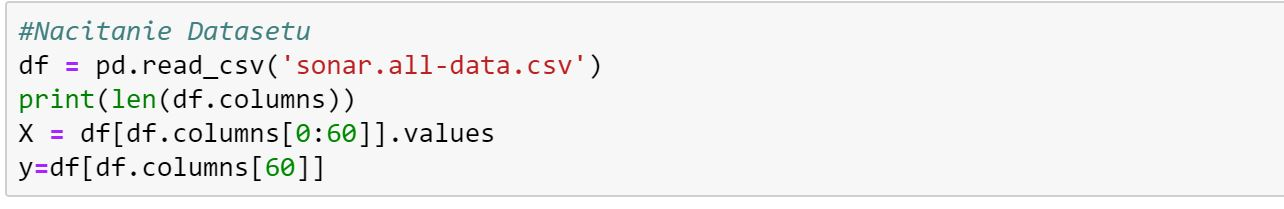 #Nacitanie Datasetu
df = pd.read_csv('sonar.all-data.csv')
print(len(df.columns))
X = df[df.columns[0:60]].values
y=df[df.columns[60]]